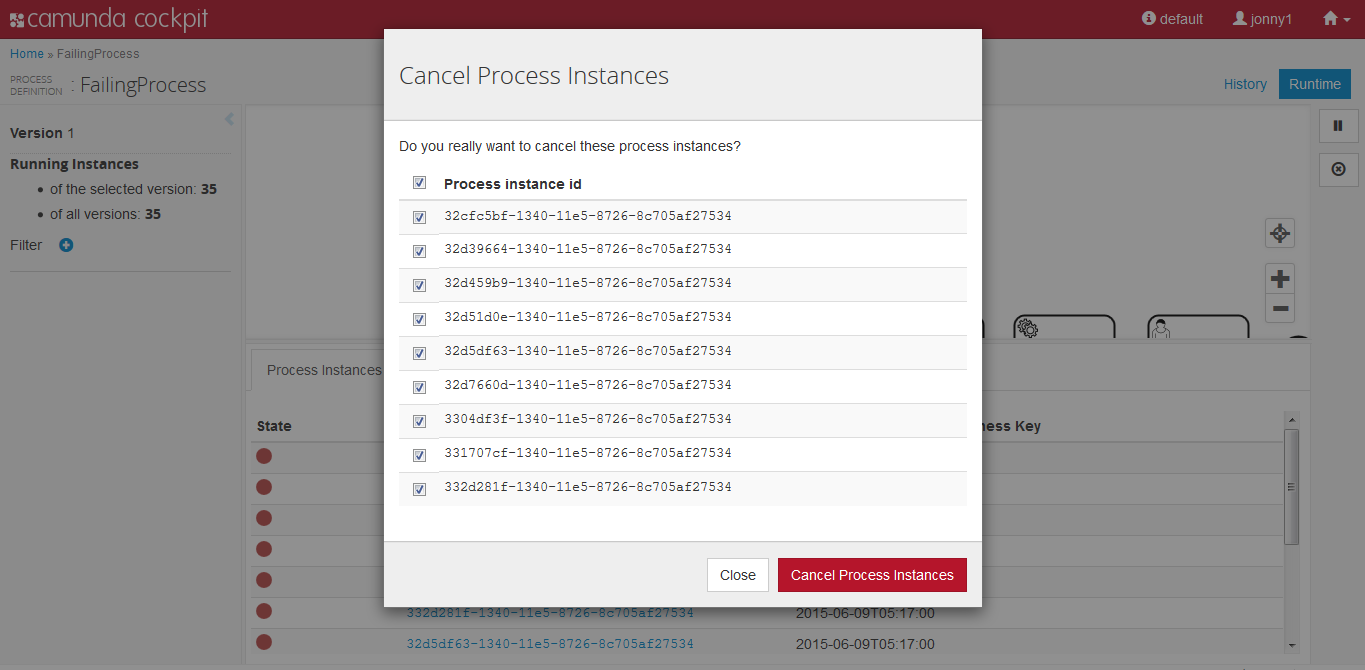 camunda cockpit
default
jonny1
Home » FailingProcess
PROCESS
DEFINITION : FailingProcess
History
Runtime
Version 1
Running Instances
of the selected version: 35
of all versions: 35
Filter
Cancel Process Instances
Do you really want to cancel these process instances?
Process instance id
32cfc5bf-1340-11e5-8726-8c705af27534
32d39664-1340-11e5-8726-8c705af27534
32d459b9-1340-11e5-8726-8c705af27534
32d51d0e-1340-11e5-8726-8c705af27534
32d5df63-1340-11e5-8726-8c705af27534
32d7660d-1340-11e5-8726-8c705af27534
3304df3f-1340-11e5-8726-8c705af27534
331707cf-1340-11e5-8726-8c705af27534
332d281f-1340-11e5-8726-8c705af27534
Close
Cancel Process Instances
Process Instances
State
ness Key
332d281f-1340-11e5-8726-8c705af27534 2015-06-09T05:17:00
32d5df63-1340-11e5-8726-8c705af27534 2015-06-09T05:17:00